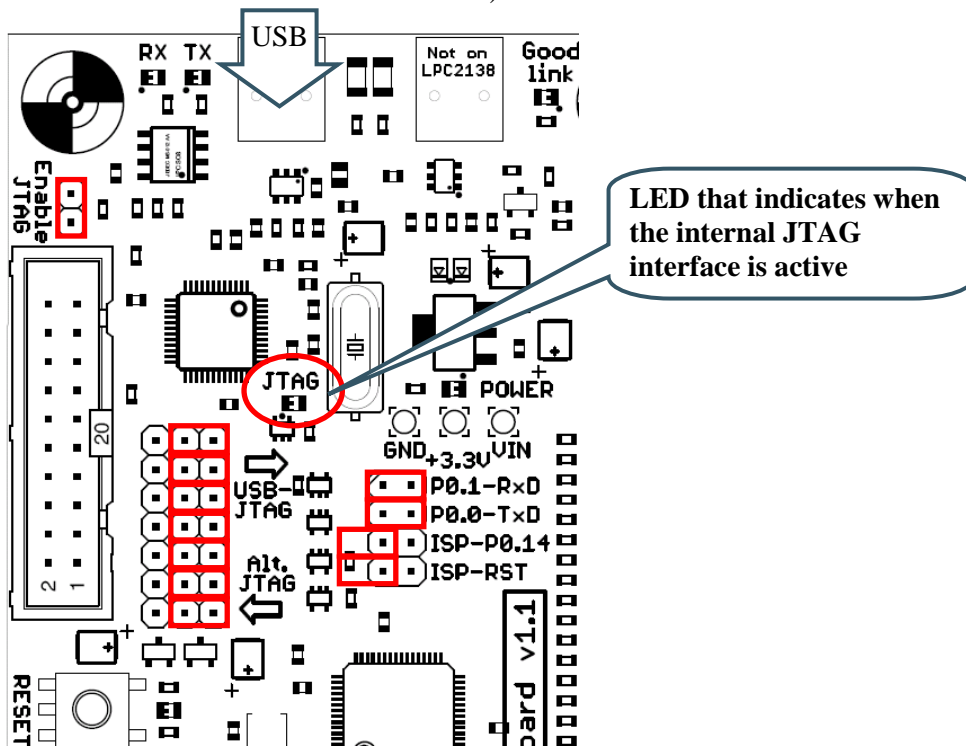 USB
RX TX
Not on
LPC2138
Good
link
Enable
JTAG
LED that indicates when
the internal JTAG
interface is active
JTAG
POWER
GND
+3.3V
VIN
20
USB-
JTAG
P0.1-RxD
P0.0-TxD
ISP-P0.14
ISP-RST
Alt.
JTAG
2 1
RESET
oard v1.1